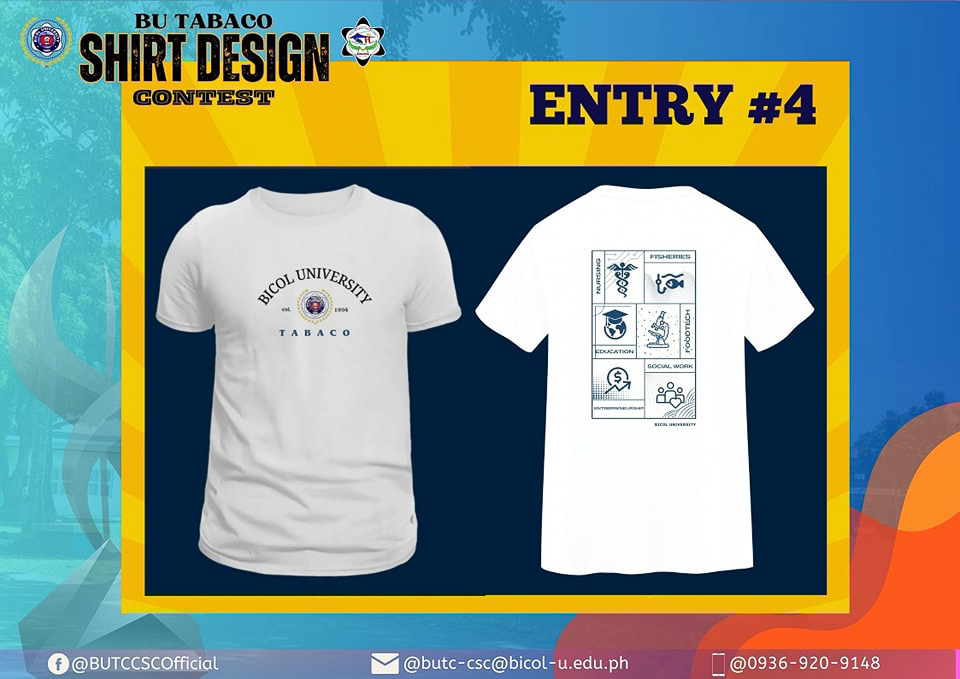 BU TABACO
SHIRT DESIGN
CONTEST
ENTRY #4
BICOL UNIVERSITY
est. 1994
TABACO
NURSING
FISHERIES
EDUCATION
FOODTECH
SOCIAL WORK
ENTREPRENEURSHIP
BICOL UNIVERSITY
@BUTCCSCOfficial
@butc-csc@bicol-u.edu.ph
@0936-920-9148